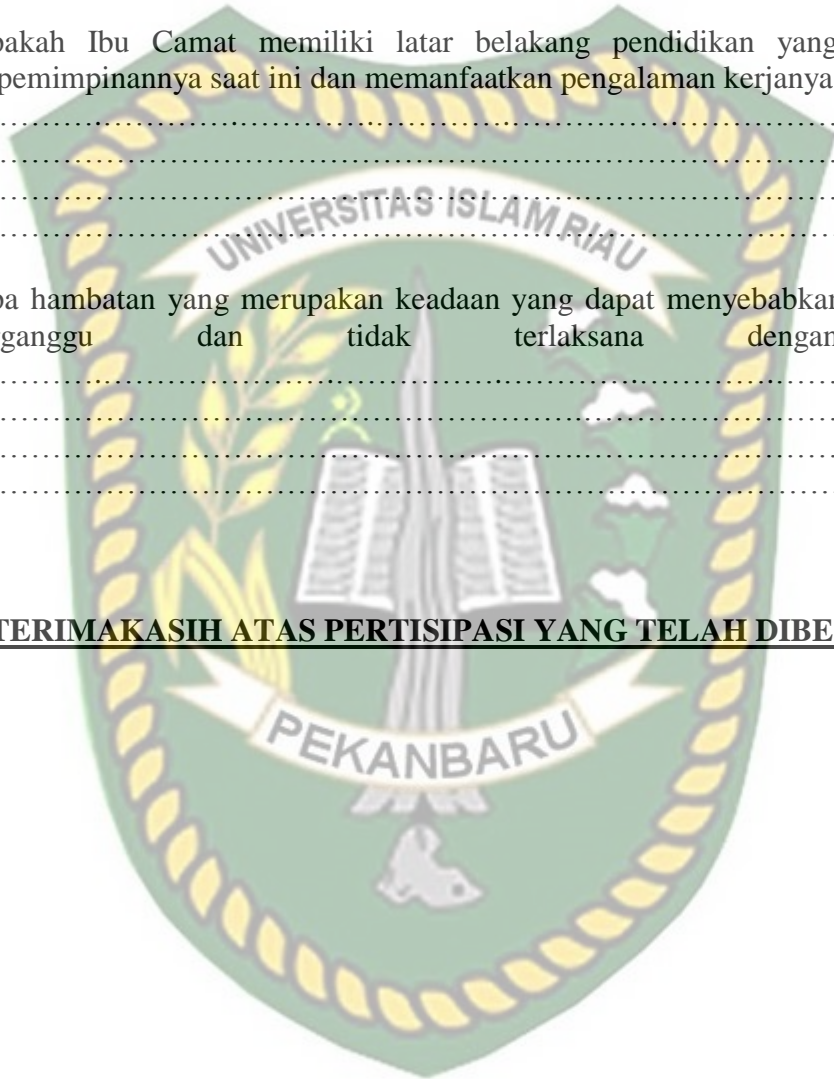 pakah Ibu Camat memiliki latar belakang pendidikan yang
pemimpinannya saat ini dan memanfaatkan pengalaman kerjanya
UNIVERSITAS ISLAM RIAU
pa hambatan yang merupakan keadaan yang dapat menyebabkan
ganggu dan tidak terlaksana dengan
TERIMAKASIH ATAS PERTISIPASI YANG TELAH DIBE
PEKANBARU